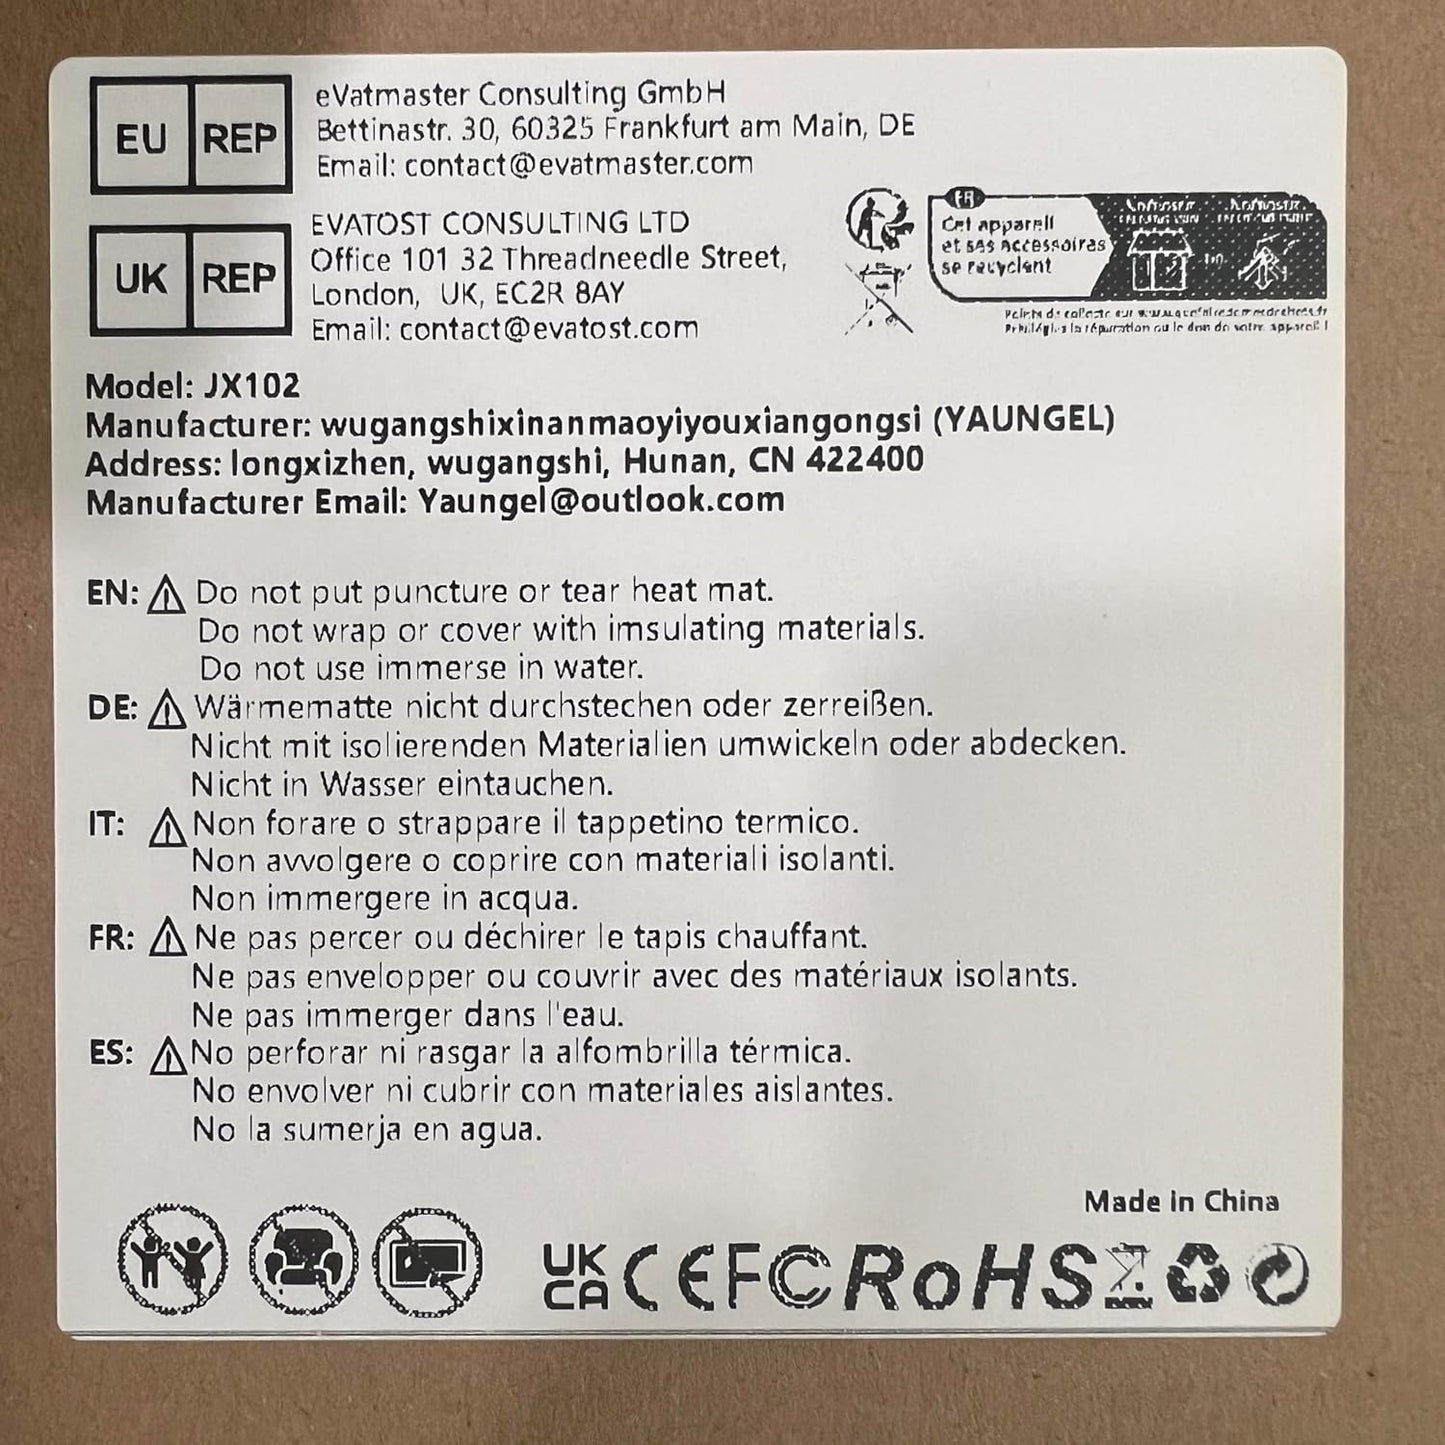 EU REP
eVatmaster Consulting GmbH
Bettinastr. 30, 60325 Frankfurt am Main, DE
Email: contact@evatmaster.com
UK REP
EVATOST CONSULTING LTD
Office 101 32 Threadneedle Street,
London, UK, EC2R 8AY
Email: contact@evatost.com
FR
Cet appareil
et ses accessoires
se recyclent
Model: JX102
Manufacturer: wugangshixinanmaoyiyouxiangongsi (YAUNGEL)
Address: longxizhen, wugangshi, Hunan, CN 422400
Manufacturer Email: Yaungel@outlook.com
EN: Do not put puncture or tear heat mat.
Do not wrap or cover with imsulating materials.
Do not use immerse in water.
DE: Wärmematte nicht durchstechen oder zerreißen.
Nicht mit isolierenden Materialien umwickeln oder abdecken.
Nicht in Wasser eintauchen.
IT: Non forare o strappare il tappetino termico.
Non avvolgere o coprire con materiali isolanti.
Non immergere in acqua.
FR: Ne pas percer ou déchirer le tapis chauffant.
Ne pas envelopper ou couvrir avec des matériaux isolants.
Ne pas immerger dans l'eau.
ES: No perforar ni rasgar la alfombrilla térmica.
No envolver ni cubrir con materiales aislantes.
No la sumerja en agua.
Made in China
UK CA CE FC RoHS